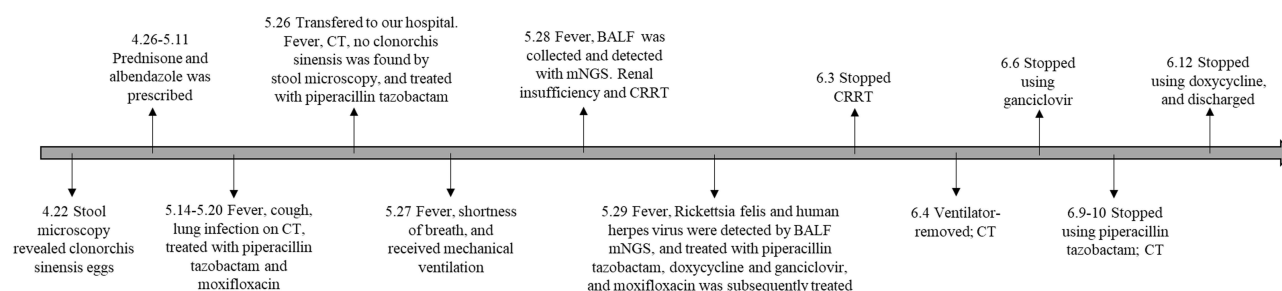 4.26-5.11
Prednisone and
albendazole was
prescribed
5.26 Transfered to our hospital.
Fever, CT, no clonorchis
sinensis was found by
stool microscopy, and treated
with piperacillin tazobactam
5.28 Fever, BALF was
collected and detected
with mNGS. Renal
insufficiency and CRRT
6.3 Stopped
CRRT
6.6 Stopped
using
ganciclovir
6.12 Stopped
using doxycycline,
and discharged
4.22 Stool
microscopy
revealed clonorchis
sinensis eggs
5.14-5.20 Fever, cough,
lung infection on CT,
treated with piperacillin
tazobactam and
moxifloxacin
5.27 Fever, shortness
of breath, and
received mechanical
ventilation
5.29 Fever, Rickettsia felis and human
herpes virus were detected by BALF
mNGS, and treated with piperacillin
tazobactam, doxycycline and ganciclovir,
and moxifloxacin was subsequently treated
6.4 Ventilator-
removed; CT
6.9-10 Stopped
using piperacillin
tazobactam; CT